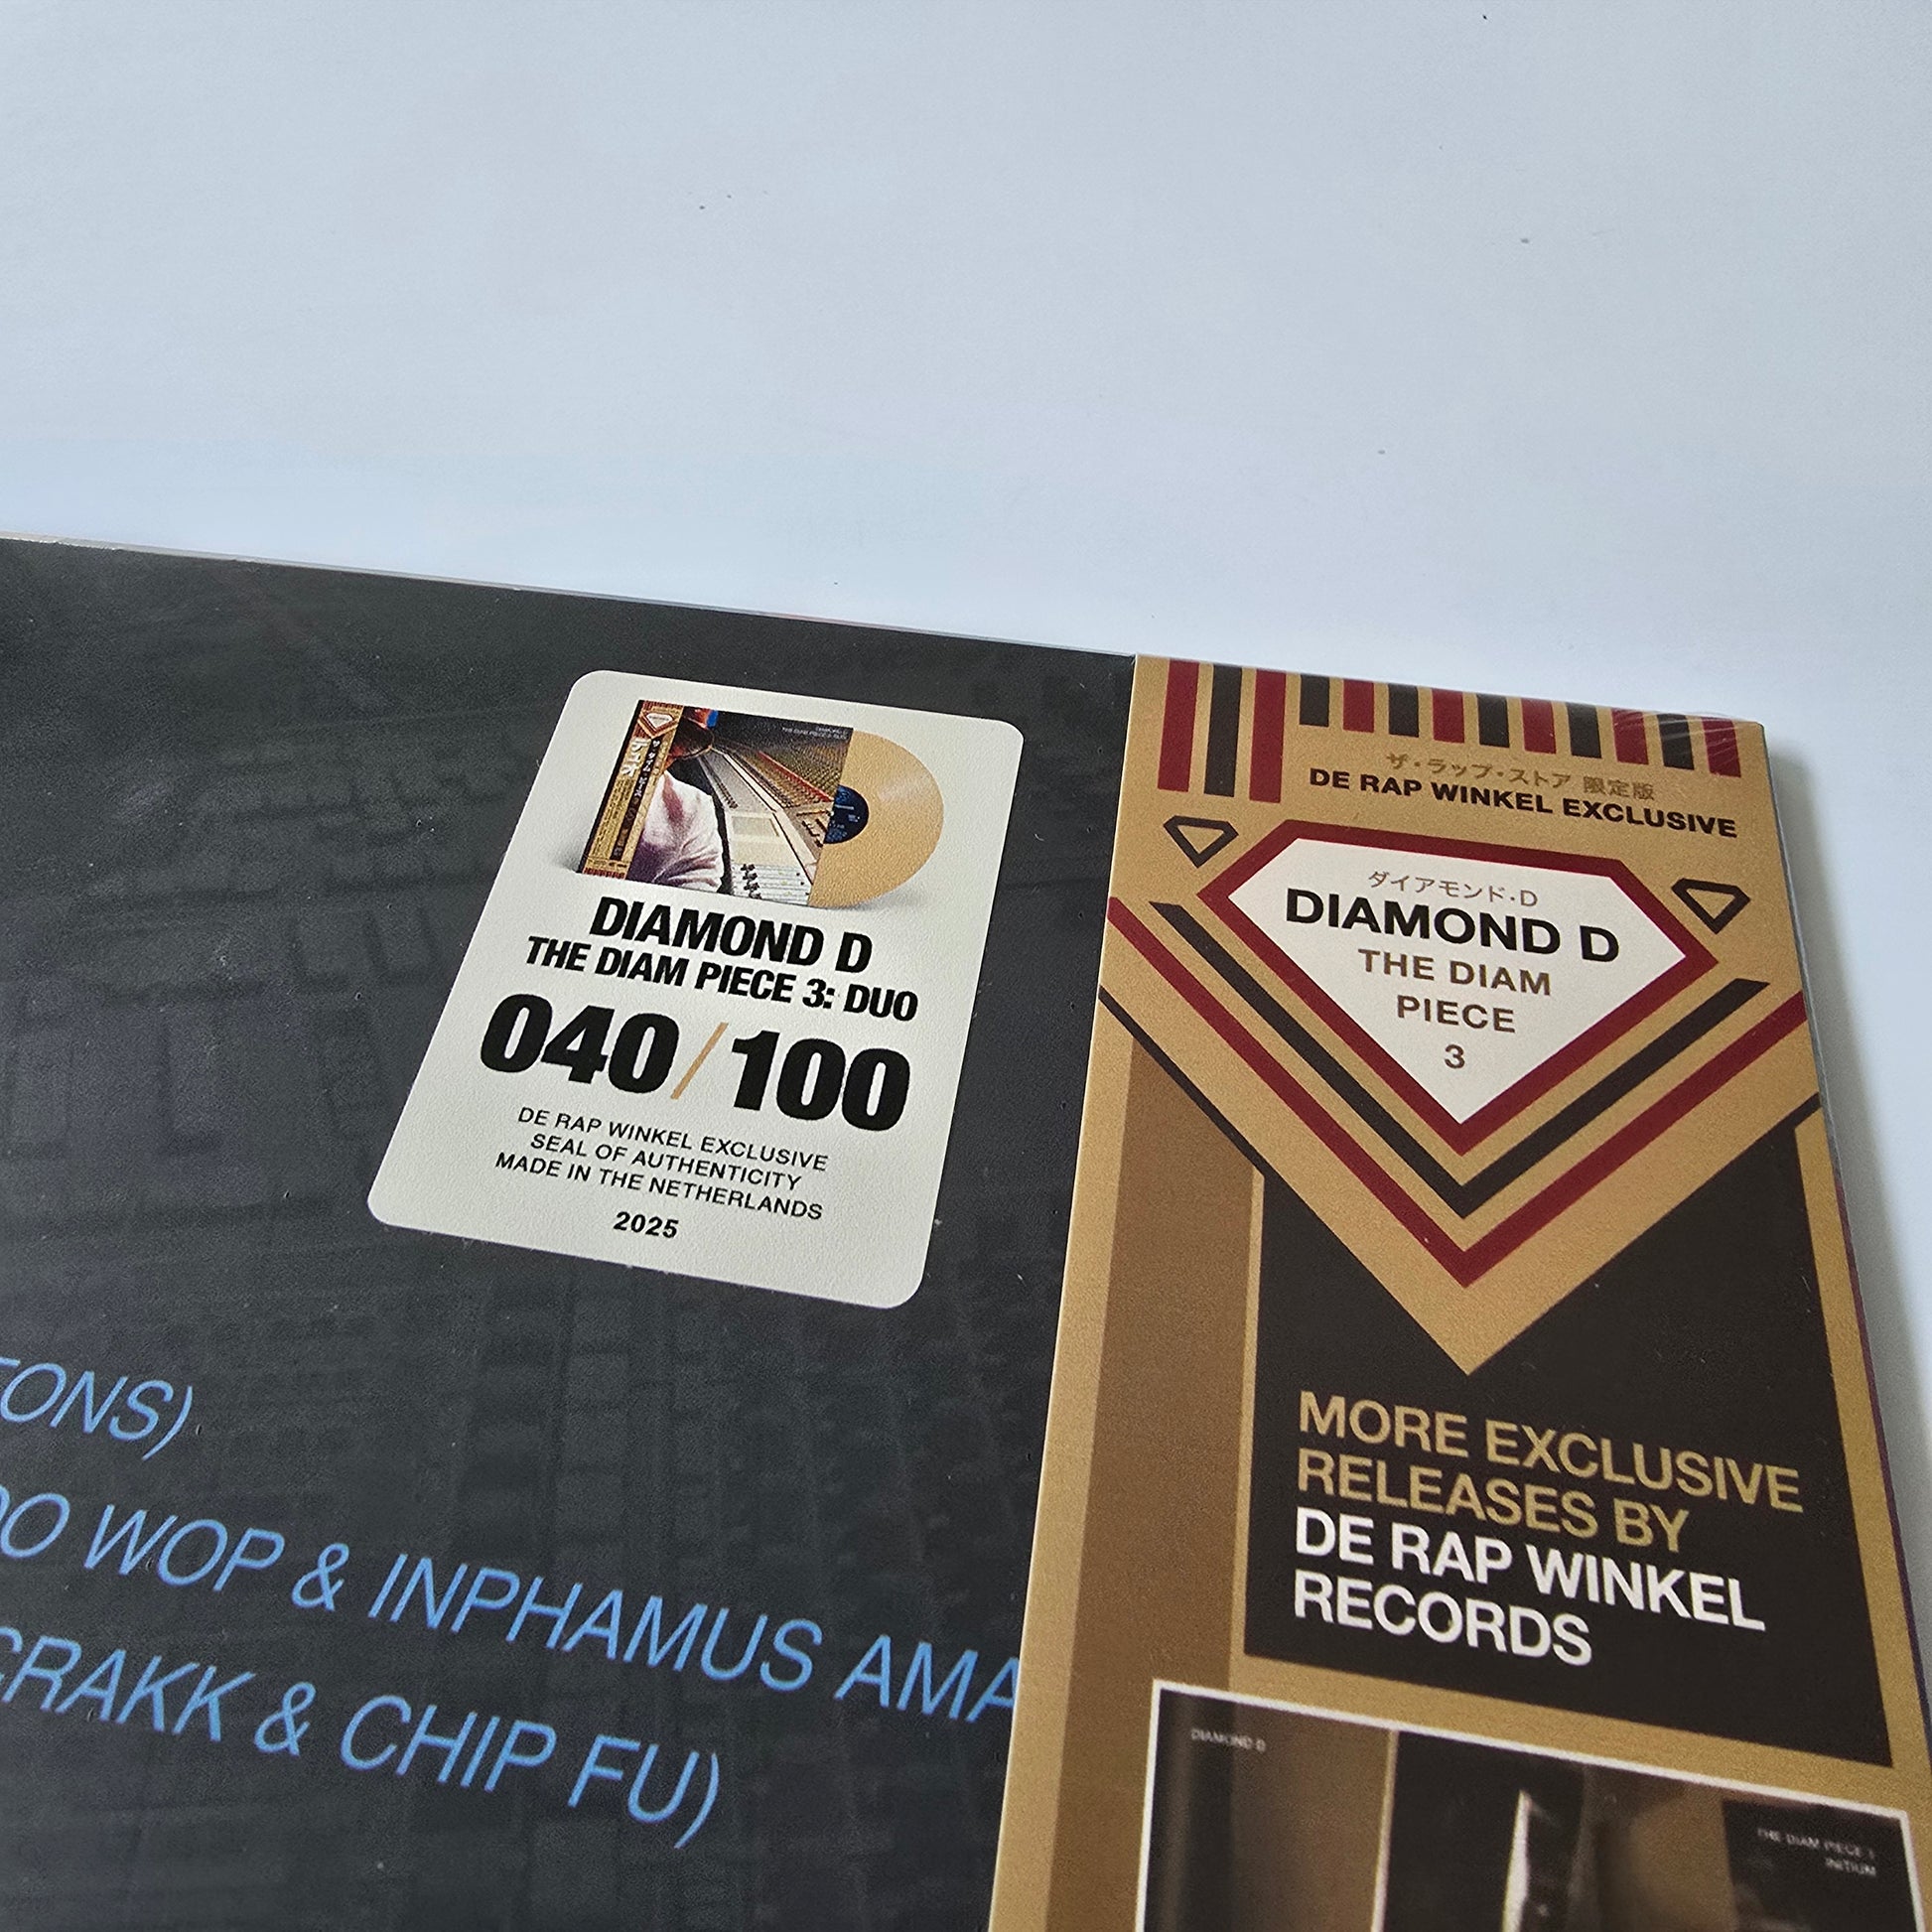 DIAMOND D
THE DIAM PIECE 3: DUO
040/100
DE RAP WINKEL EXCLUSIVE
SEAL OF AUTHENTICITY
MADE IN THE NETHERLANDS
2025
TONS)
DO WOP & INPHAMUS AMA
CRAKK & CHIP FU)
ザ・ラップ・ストア 限定版
DE RAP WINKEL EXCLUSIVE
ダイアモンド・D
DIAMOND D
THE DIAM
PIECE
3
MORE EXCLUSIVE
RELEASES BY
DE RAP WINKEL
RECORDS
DIAMOND D
THE DIAM PIECE 1
INITIUM